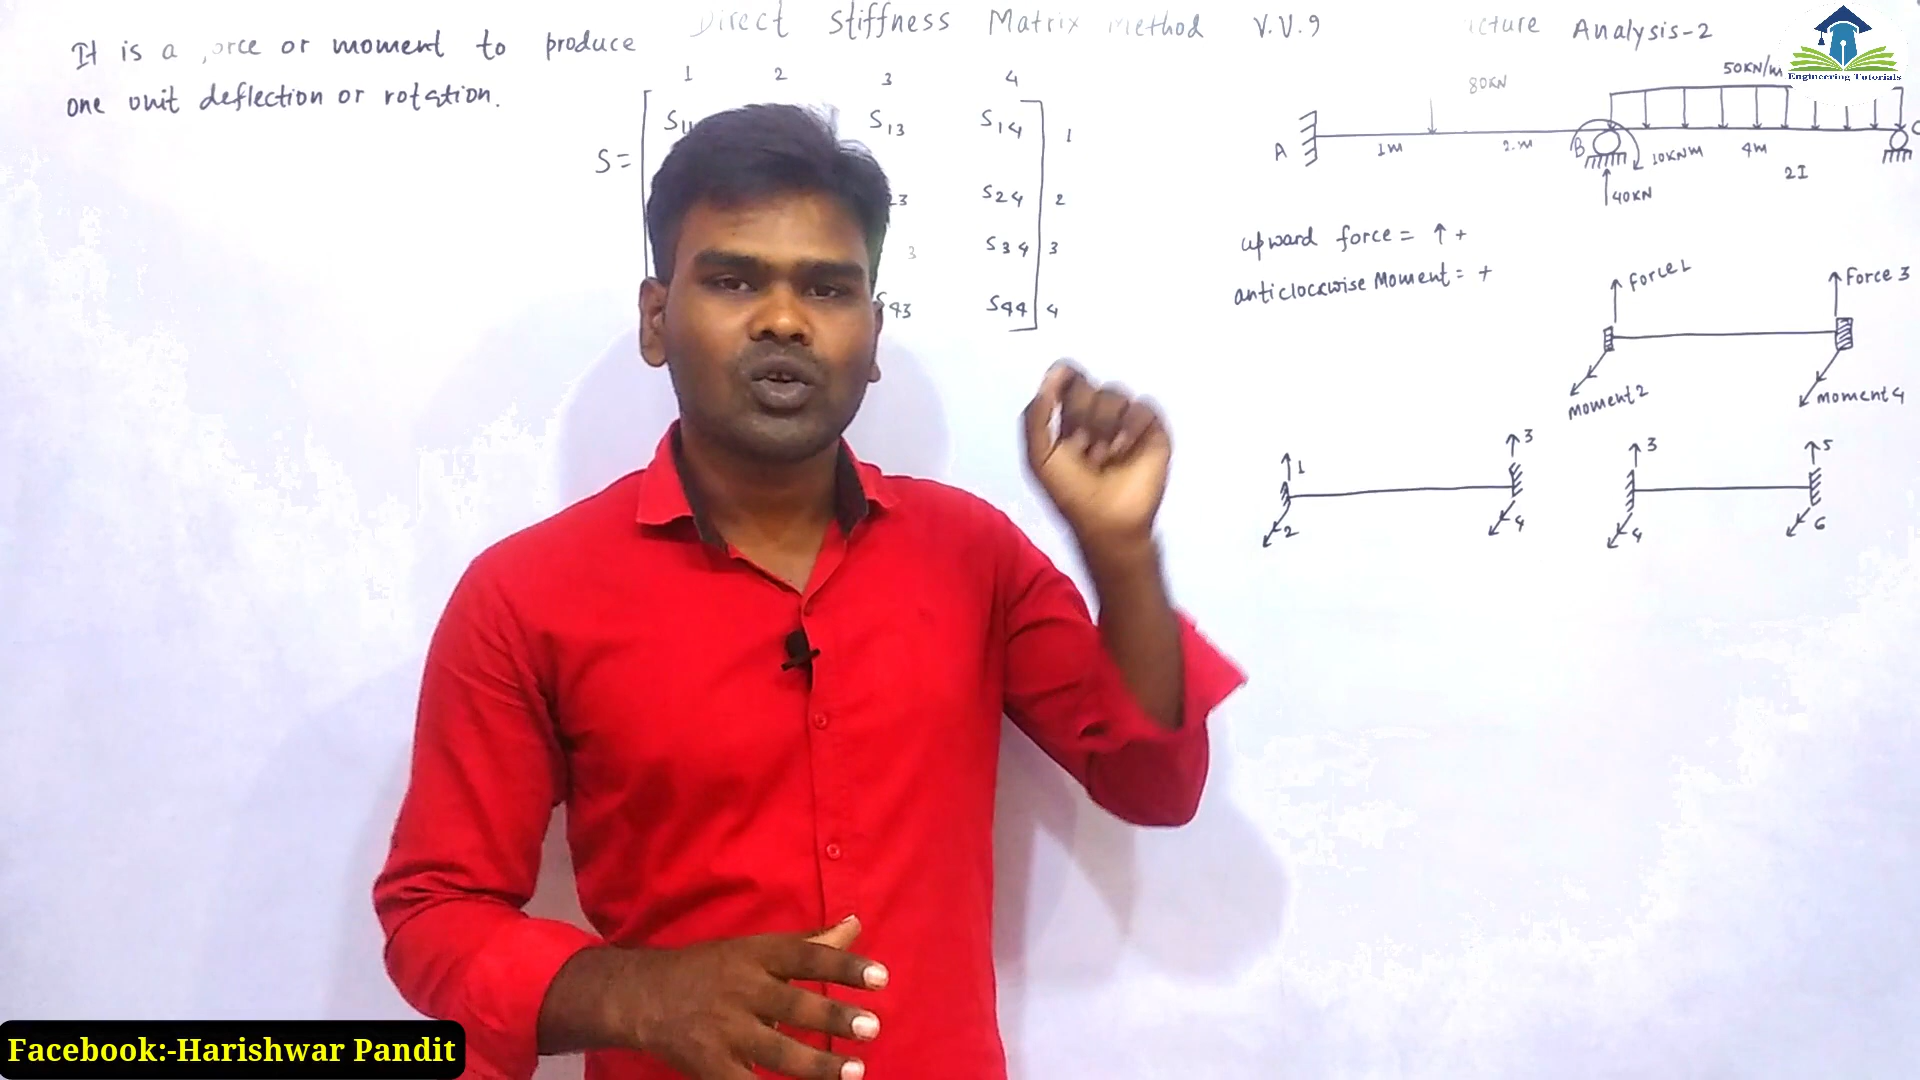 Direct Stiffness Matrix method V.V.9 Analysis-2
It is a orce or moment to produce
one unit deflection or rotation.
1 2 3 4
S =
S13 S14 1
S24 2
3 S34 3
S43 S44 4
Engineering Tutorials
50KN/m
80KN
A 1m 2m B 10KNM 4m C
2I
40KN
upward force = ↑ +
anticlockwise Moment = +
Force 3
moment 2 moment 4
1 3 3 5
2 4 4 6
Facebook:-Harishwar Pandit